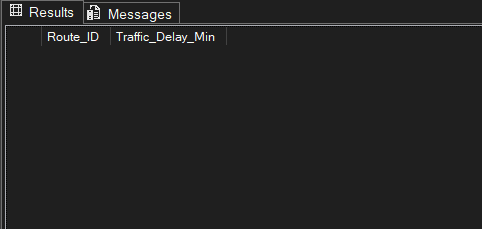 Results Messages
Route_ID Traffic_Delay_Min